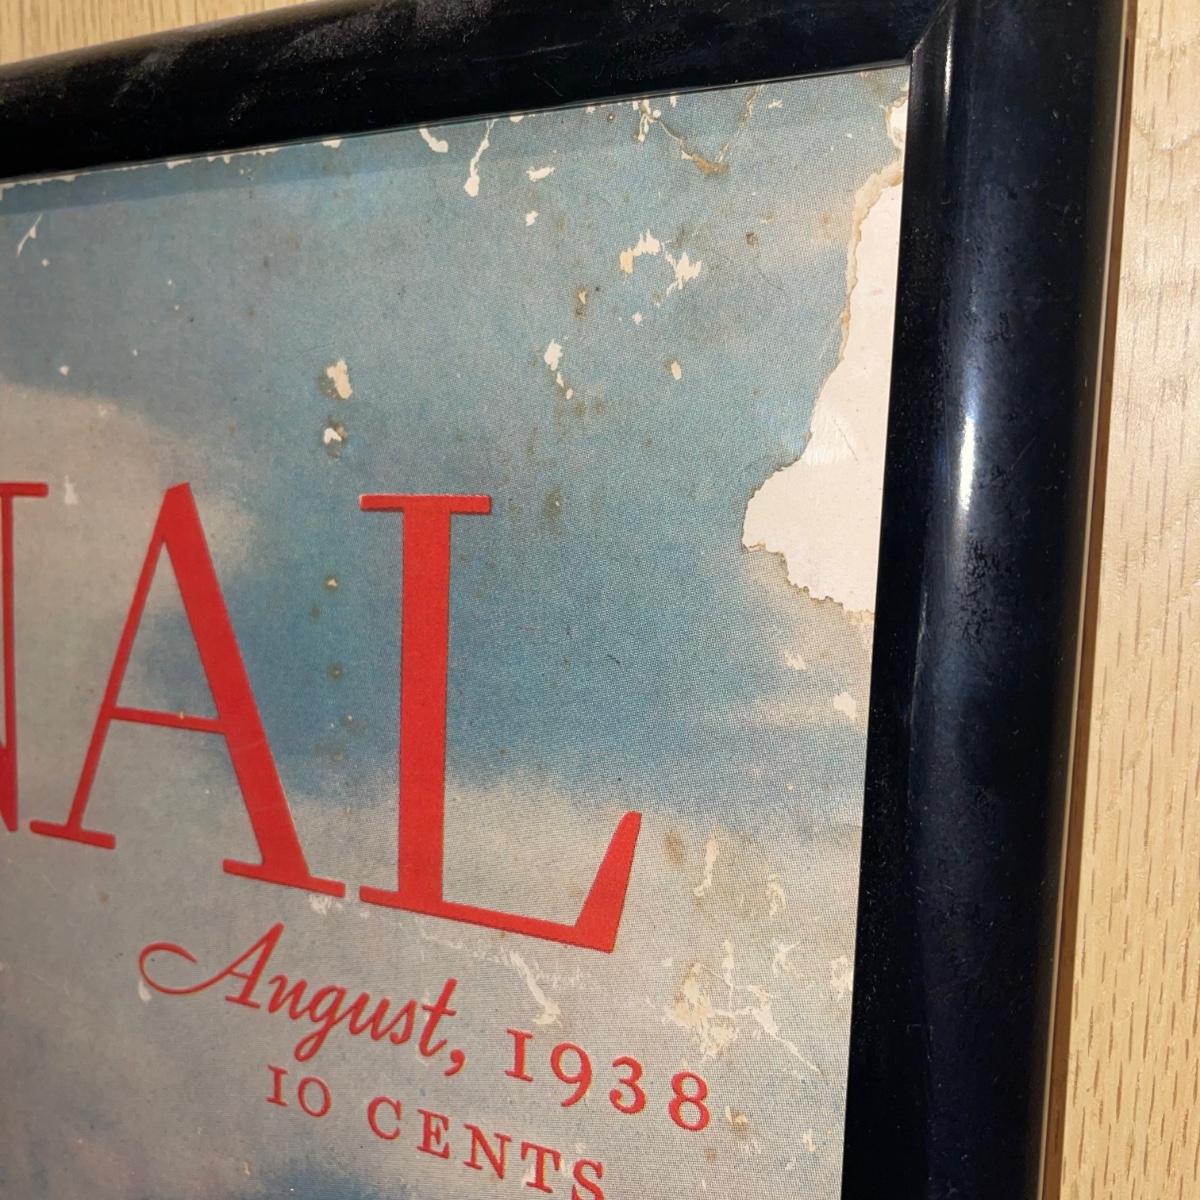 NAL
August, 1938
10 CENTS